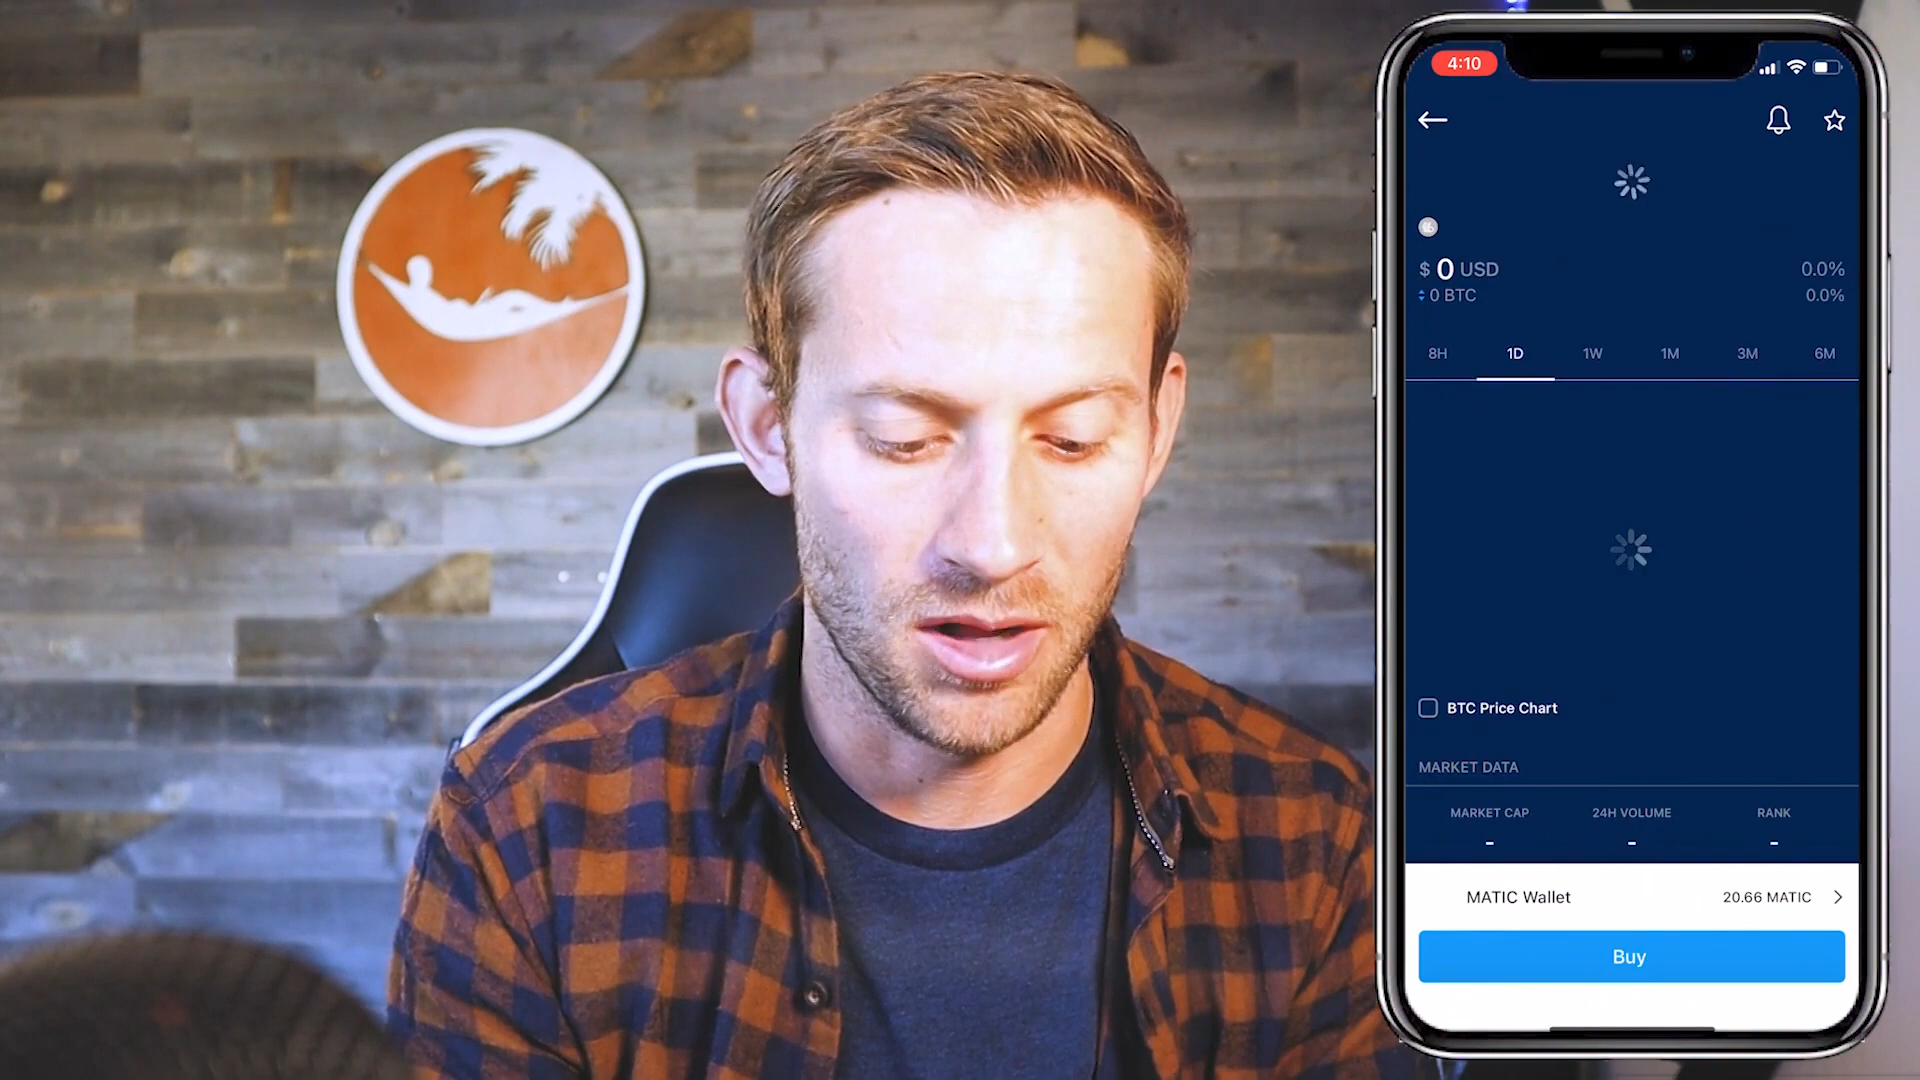 4:10
$ 0 USD 0.0%
0 BTC 0.0%
8H 1D 1W 1M 3M 6M
BTC Price Chart
MARKET DATA
MARKET CAP 24H VOLUME RANK
- - -
MATIC Wallet 20.66 MATIC
Buy